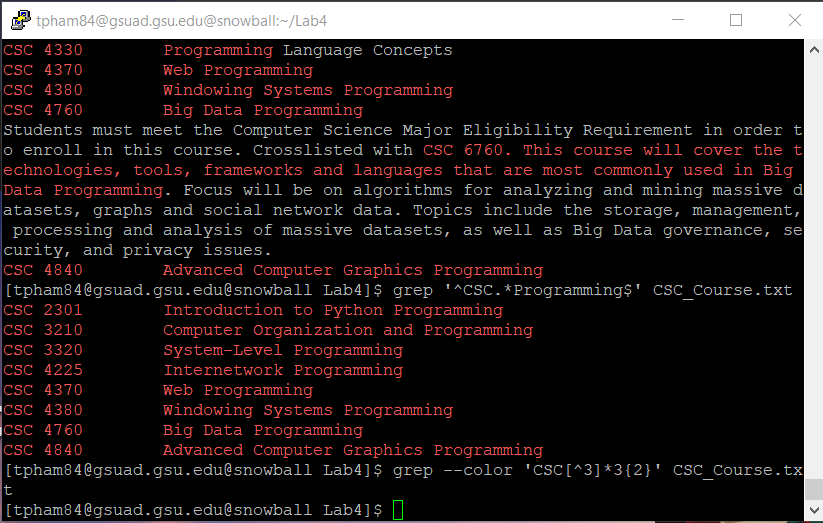 tpham84@gsuad.gsu.edu@snowball:~/Lab4
CSC 4330        Programming Language Concepts
CSC 4370        Web Programming
CSC 4380        Windowing Systems Programming
CSC 4760        Big Data Programming
Students must meet the Computer Science Major Eligibility Requirement in order t
o enroll in this course. Crosslisted with CSC 6760. This course will cover the t
echnologies, tools, frameworks and languages that are most commonly used in Big
Data Programming. Focus will be on algorithms for analyzing and mining massive d
atasets, graphs and social network data. Topics include the storage, management,
 processing and analysis of massive datasets, as well as Big Data governance, se
curity, and privacy issues.
CSC 4840        Advanced Computer Graphics Programming
[tpham84@gsuad.gsu.edu@snowball Lab4]$ grep '^CSC.*Programming$' CSC_Course.txt
CSC 2301        Introduction to Python Programming
CSC 3210        Computer Organization and Programming
CSC 3320        System-Level Programming
CSC 4225        Internetwork Programming
CSC 4370        Web Programming
CSC 4380        Windowing Systems Programming
CSC 4760        Big Data Programming
CSC 4840        Advanced Computer Graphics Programming
[tpham84@gsuad.gsu.edu@snowball Lab4]$ grep --color 'CSC[^3]*3{2}' CSC_Course.tx
t
[tpham84@gsuad.gsu.edu@snowball Lab4]$